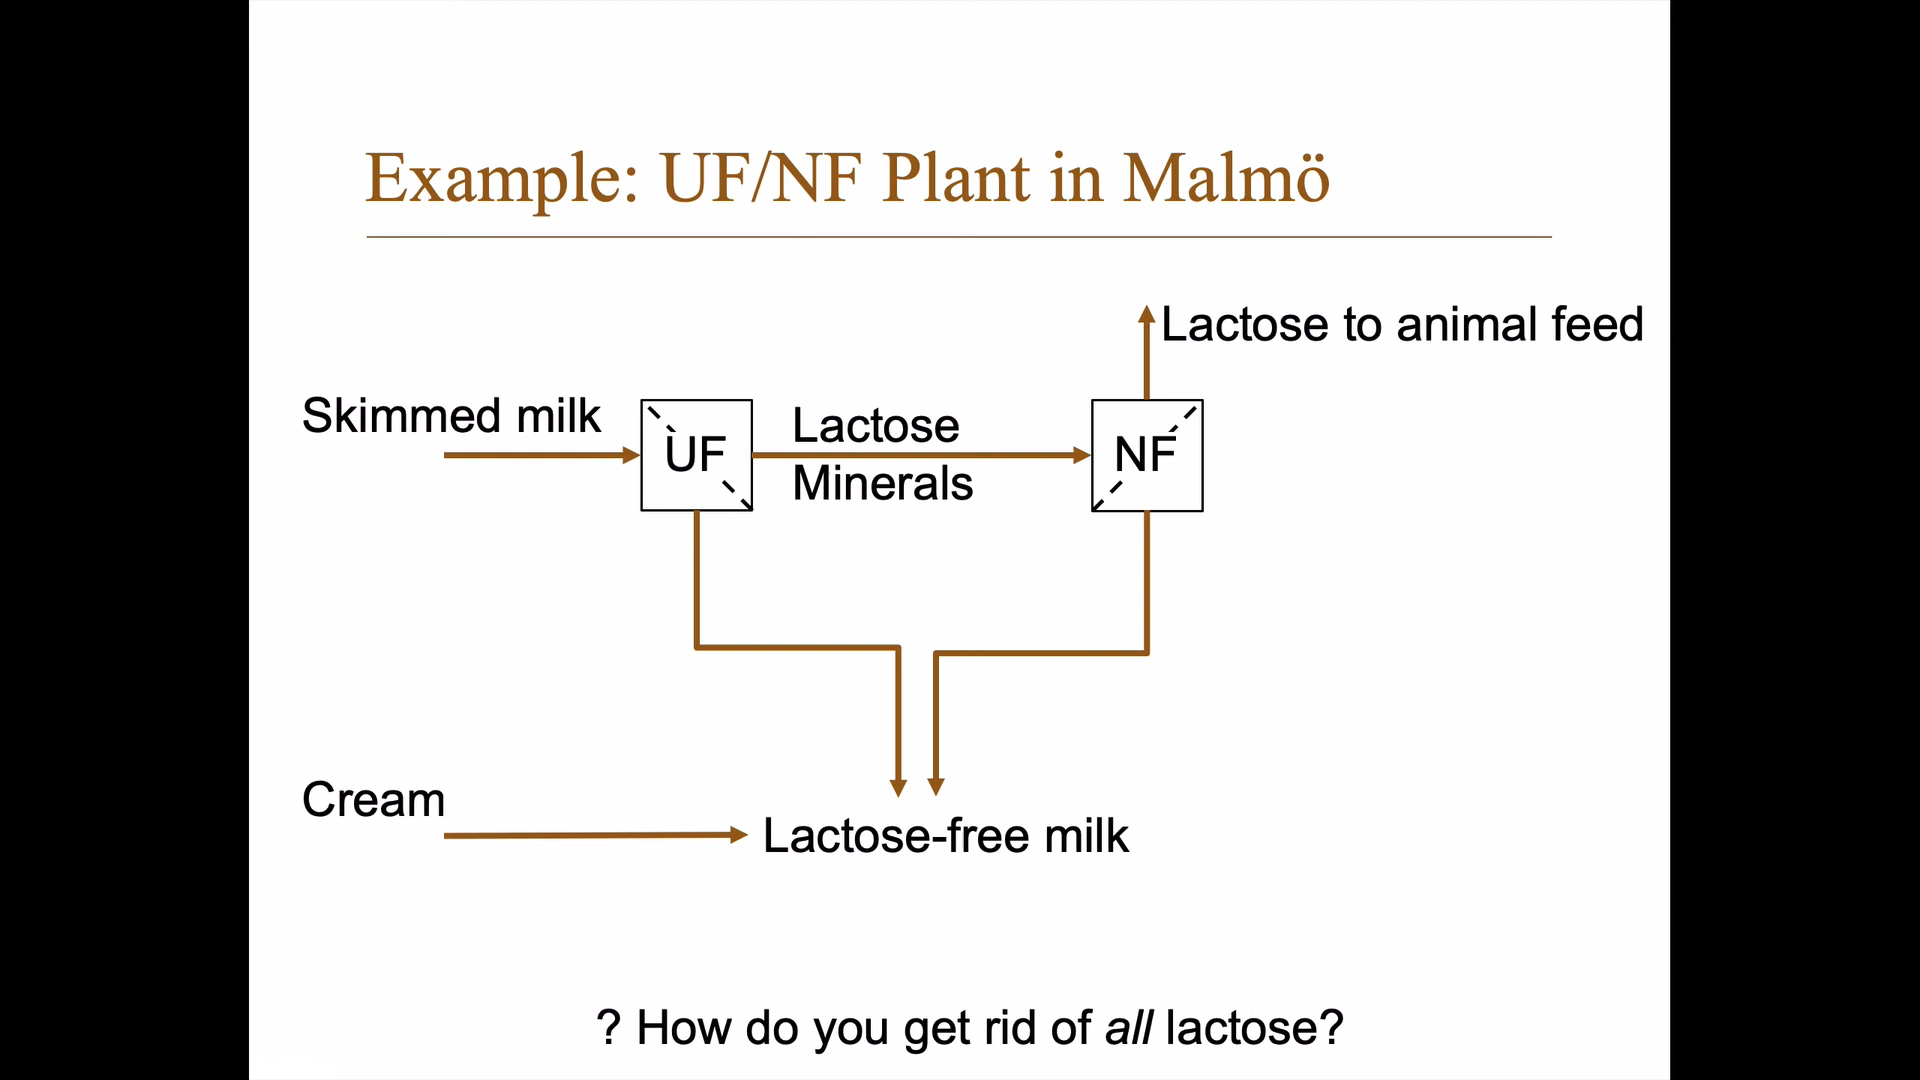 Example: UF/NF Plant in Malmö
Lactose to animal feed
Skimmed milk
UF
Lactose
Minerals
NF
Cream
Lactose-free milk
? How do you get rid of all lactose?